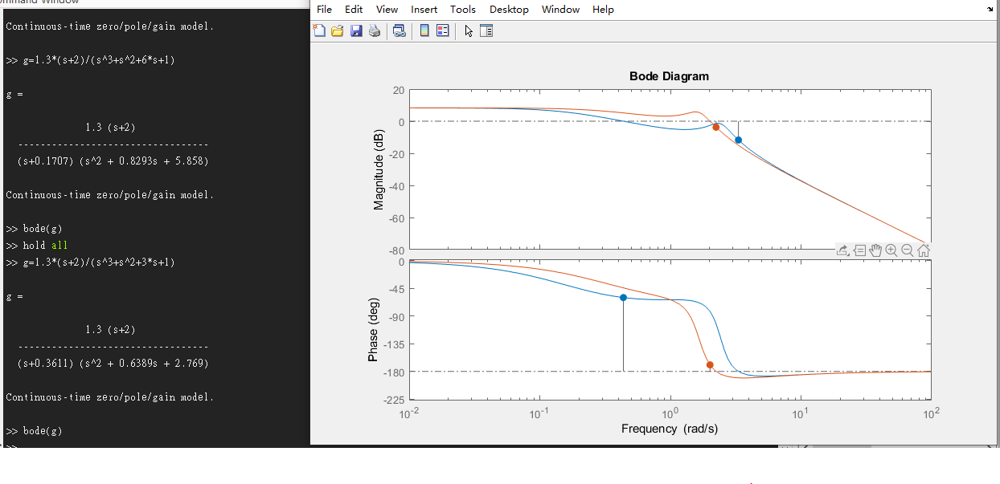 ommand Window
Continuous-time zero/pole/gain model.
>> g=1.3*(s+2)/(s^3+s^2+6*s+1)
g =
1.3 (s+2)
---------------------------------
(s+0.1707) (s^2 + 0.8293s + 5.858)
Continuous-time zero/pole/gain model.
>> bode(g)
>> hold all
>> g=1.3*(s+2)/(s^3+s^2+3*s+1)
g =
1.3 (s+2)
---------------------------------
(s+0.3611) (s^2 + 0.6389s + 2.769)
Continuous-time zero/pole/gain model.
>> bode(g)
>>
File Edit View Insert Tools Desktop Window Help
Bode Diagram
Magnitude (dB)
20
0
-20
-40
-60
-80
Phase (deg)
0
-45
-90
-135
-180
-225
10^-2 10^-1 10^0 10^1 10^2
Frequency (rad/s)